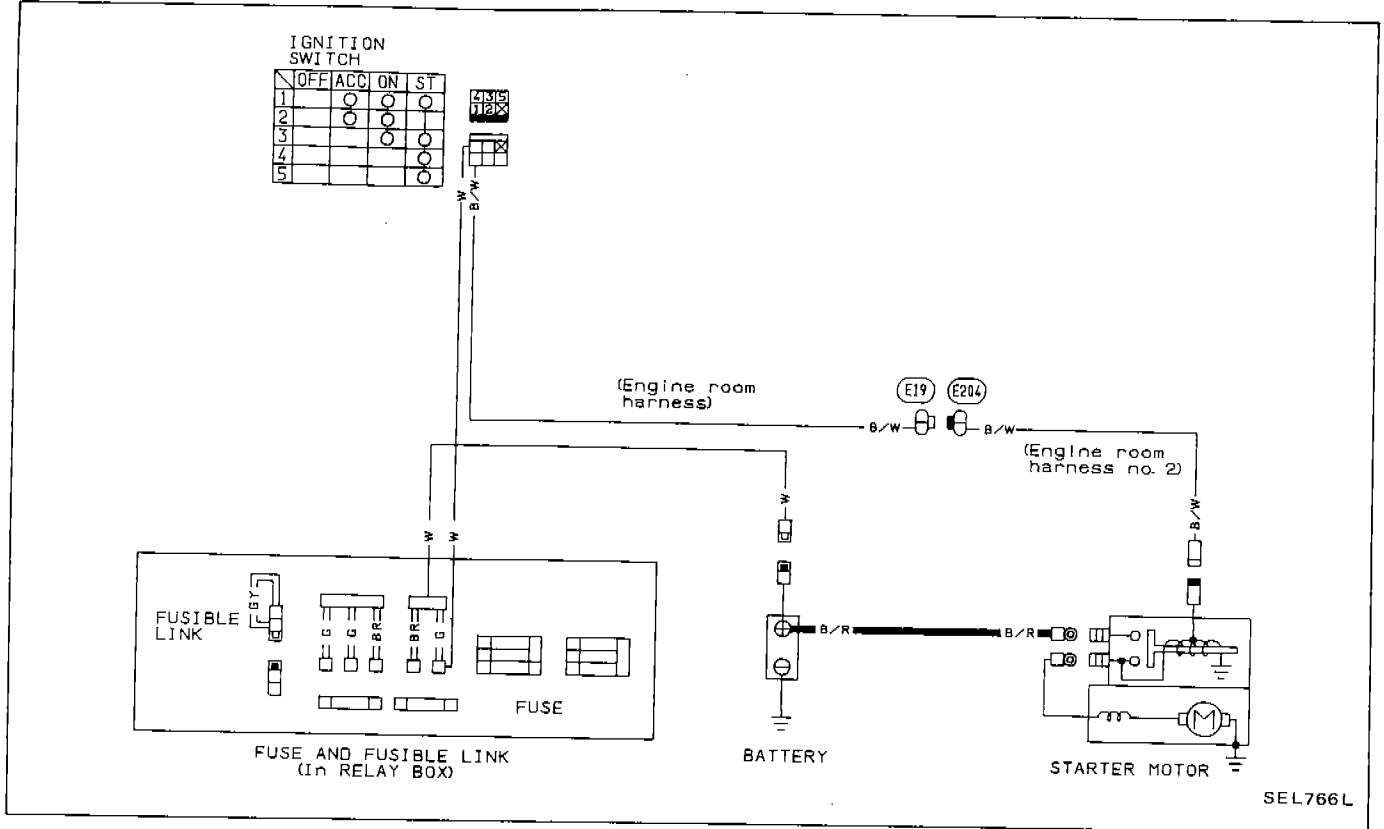 IGNITION
SWITCH
OFF ACC ON ST
1
2
3
4
5
4 3 5
1 2
W
B/W
(Engine room
harness)
E19 E204
B/W
B/W
(Engine room
harness no. 2)
W
B/W
W W
FUSIBLE
LINK
GY
G G BR BR G
FUSE
B/R B/R
M
FUSE AND FUSIBLE LINK
(In RELAY BOX)
BATTERY
STARTER MOTOR
SEL766L